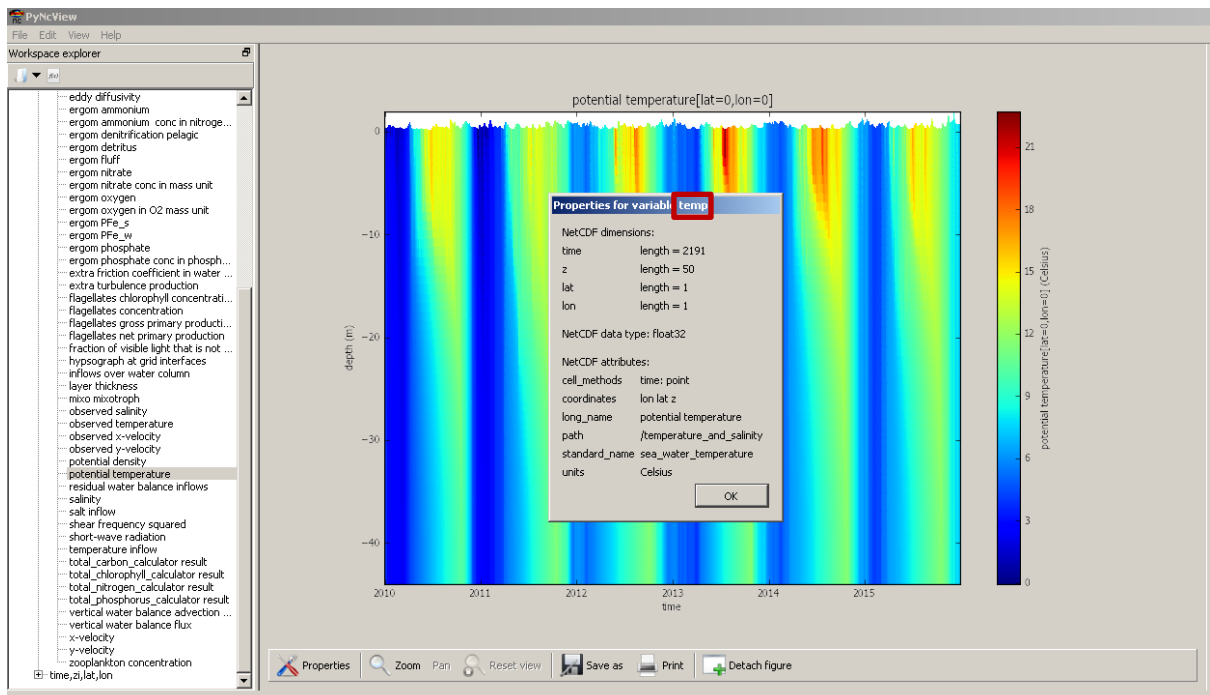 PyNcView
File Edit View Help
Workspace explorer
f(x)
eddy diffusivity
ergom ammonium
ergom ammonium conc in nitroge...
ergom denitrification pelagic
ergom detritus
ergom fluff
ergom nitrate
ergom nitrate conc in mass unit
ergom oxygen
ergom oxygen in O2 mass unit
ergom PFe_s
ergom PFe_w
ergom phosphate
ergom phosphate conc in phosph...
extra friction coefficient in water ...
extra turbulence production
flagellates chlorophyll concentrati...
flagellates concentration
flagellates gross primary producti...
flagellates net primary production
fraction of visible light that is not ...
hypsograph at grid interfaces
inflows over water column
layer thickness
mixo mixotroph
observed salinity
observed temperature
observed x-velocity
observed y-velocity
potential density
potential temperature
residual water balance inflows
salinity
salt inflow
shear frequency squared
short-wave radiation
temperature inflow
total_carbon_calculator result
total_chlorophyll_calculator result
total_nitrogen_calculator result
total_phosphorus_calculator result
vertical water balance advection ...
vertical water balance flux
x-velocity
y-velocity
zooplankton concentration
time,zi,lat,lon
potential temperature[lat=0,lon=0]
0
−10
−20
−30
−40
depth (m)
2010 2011 2012 2013 2014 2015
time
Properties for variable temp
NetCDF dimensions:
time length = 2191
z length = 50
lat length = 1
lon length = 1
NetCDF data type: float32
NetCDF attributes:
cell_methods time: point
coordinates lon lat z
long_name potential temperature
path /temperature_and_salinity
standard_name sea_water_temperature
units Celsius
OK
21
18
15
12
9
6
3
0
potential temperature[lat=0,lon=0] (Celsius)
Properties Zoom Pan Reset view Save as Print Detach figure